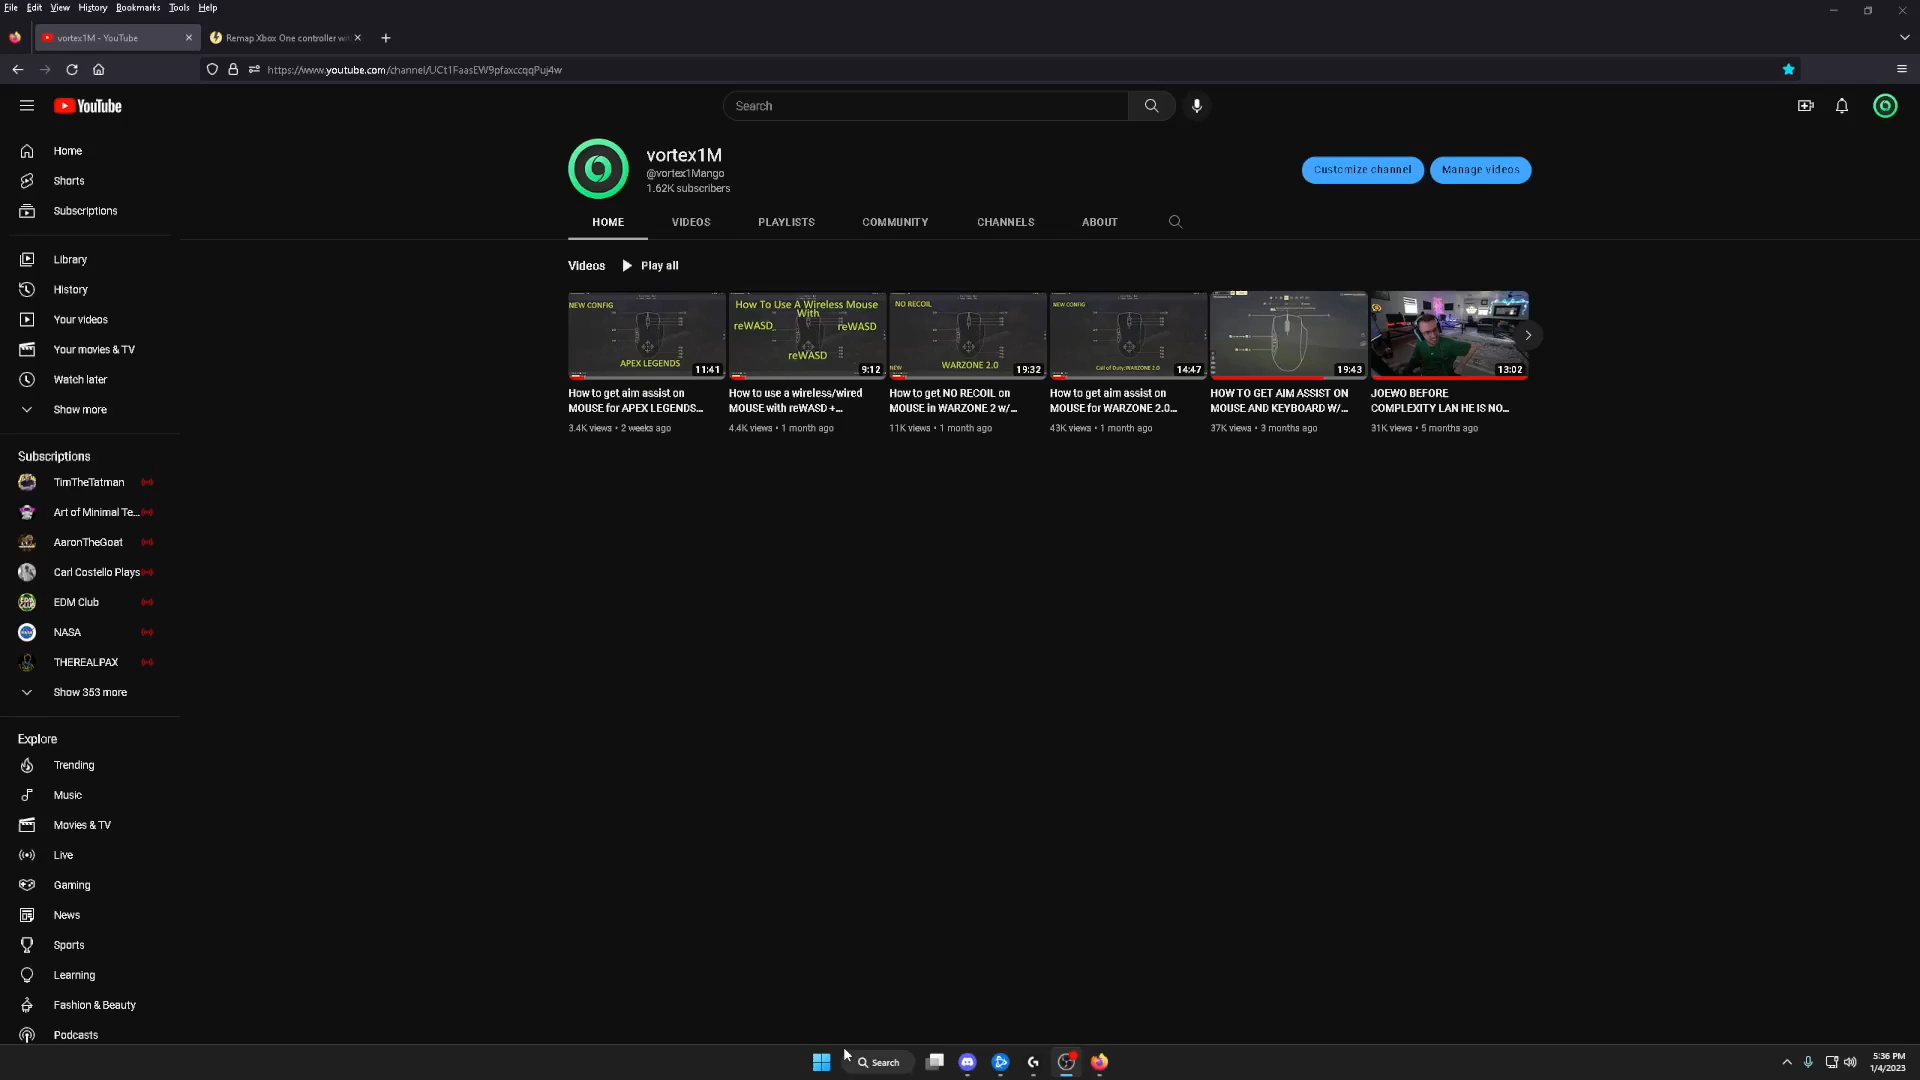 File Edit View History Bookmarks Tools Help
vortex1M - YouTube
Remap Xbox One controller wi
https://www.youtube.com/channel/UCt1FaasEW9pfaxccqqPuj4w
YouTube
Search
Home
Shorts
Subscriptions
Library
History
Your videos
Your movies & TV
Watch later
Show more
Subscriptions
TimTheTatman
Art of Minimal Te...
AaronTheGoat
Carl Costello Plays
EDM Club
NASA
THEREALPAX
Show 353 more
Explore
Trending
Music
Movies & TV
Live
Gaming
News
Sports
Learning
Fashion & Beauty
Podcasts
vortex1M
@vortex1Mango
1.62K subscribers
Customize channel
Manage videos
HOME VIDEOS PLAYLISTS COMMUNITY CHANNELS ABOUT
Videos Play all
NEW CONFIG
APEX LEGENDS
11:41
How to get aim assist on
MOUSE for APEX LEGENDS...
3.4K views • 2 weeks ago
How To Use A Wireless Mouse
With
reWASD
reWASD
reWASD
9:12
How to use a wireless/wired
MOUSE with reWASD +...
4.4K views • 1 month ago
NO RECOIL
NEW
WARZONE 2.0
19:32
How to get NO RECOIL on
MOUSE in WARZONE 2 w/...
11K views • 1 month ago
NEW CONFIG
Call of Duty:WARZONE 2.0
14:47
How to get aim assist on
MOUSE for WARZONE 2.0...
43K views • 1 month ago
19:43
HOW TO GET AIM ASSIST ON
MOUSE AND KEYBOARD W/...
37K views • 3 months ago
13:02
JOEWO BEFORE
COMPLEXITY LAN HE IS NO...
31K views • 5 months ago
Search
5:36 PM
1/4/2023